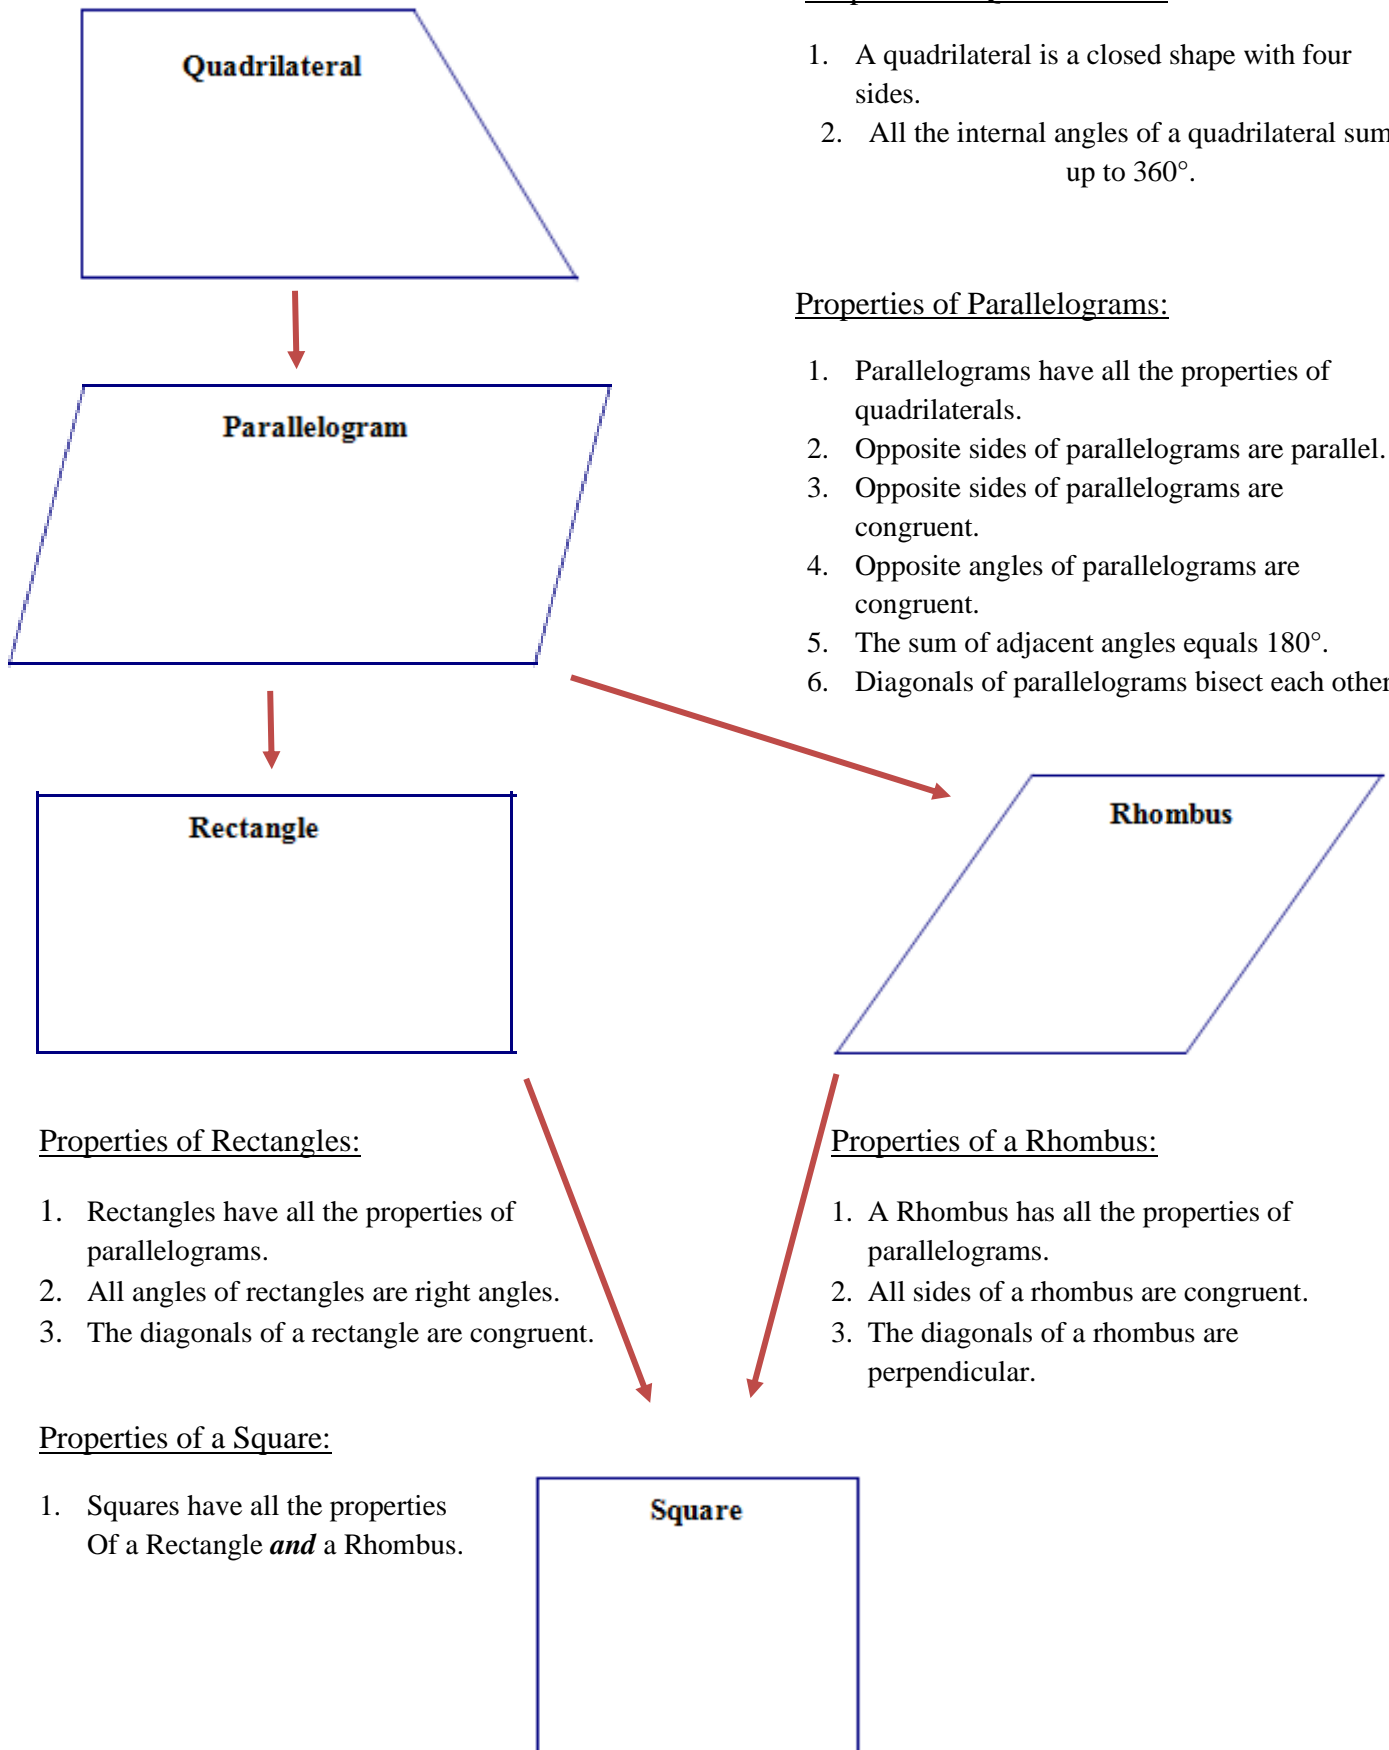 Quadrilateral
1. A quadrilateral is a closed shape with four
sides.
2. All the internal angles of a quadrilateral sum
up to 360°.
Properties of Parallelograms:
1. Parallelograms have all the properties of
quadrilaterals.
2. Opposite sides of parallelograms are parallel.
3. Opposite sides of parallelograms are
congruent.
4. Opposite angles of parallelograms are
congruent.
5. The sum of adjacent angles equals 180°.
6. Diagonals of parallelograms bisect each other
Parallelogram
Rectangle
Rhombus
Properties of Rectangles:
1. Rectangles have all the properties of
parallelograms.
2. All angles of rectangles are right angles.
3. The diagonals of a rectangle are congruent.
Properties of a Rhombus:
1. A Rhombus has all the properties of
parallelograms.
2. All sides of a rhombus are congruent.
3. The diagonals of a rhombus are
perpendicular.
Properties of a Square:
1. Squares have all the properties
Of a Rectangle and a Rhombus.
Square